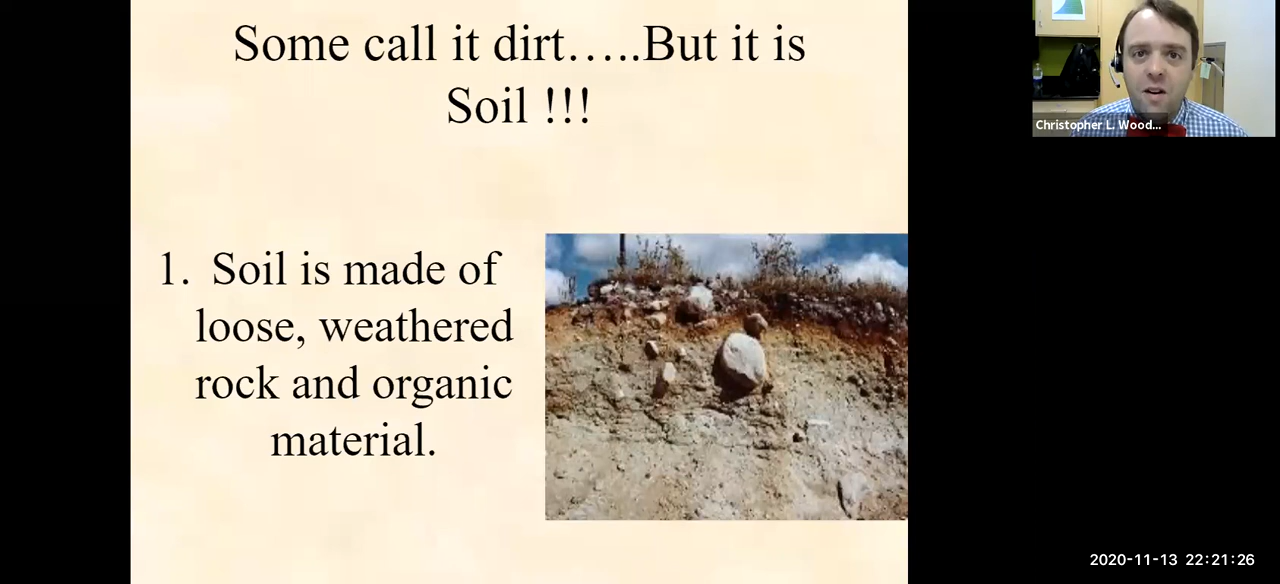 Some call it dirt…..But it is
Soil !!!
1. Soil is made of
loose, weathered
rock and organic
material.
Christopher L. Wood...
2020-11-13 22:21:26